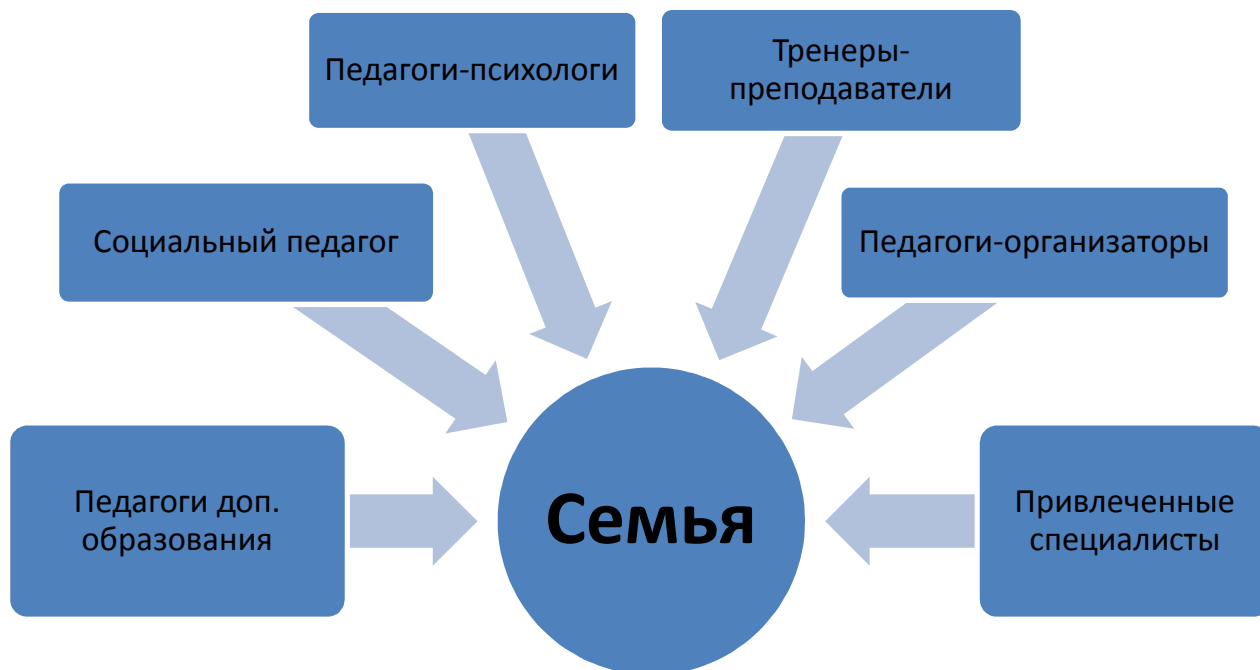 Педагоги-психологи
Тренеры-
преподаватели
Социальный педагог
Педагоги-организаторы
Педагоги доп.
образования
Семья
Привлеченные
специалисты